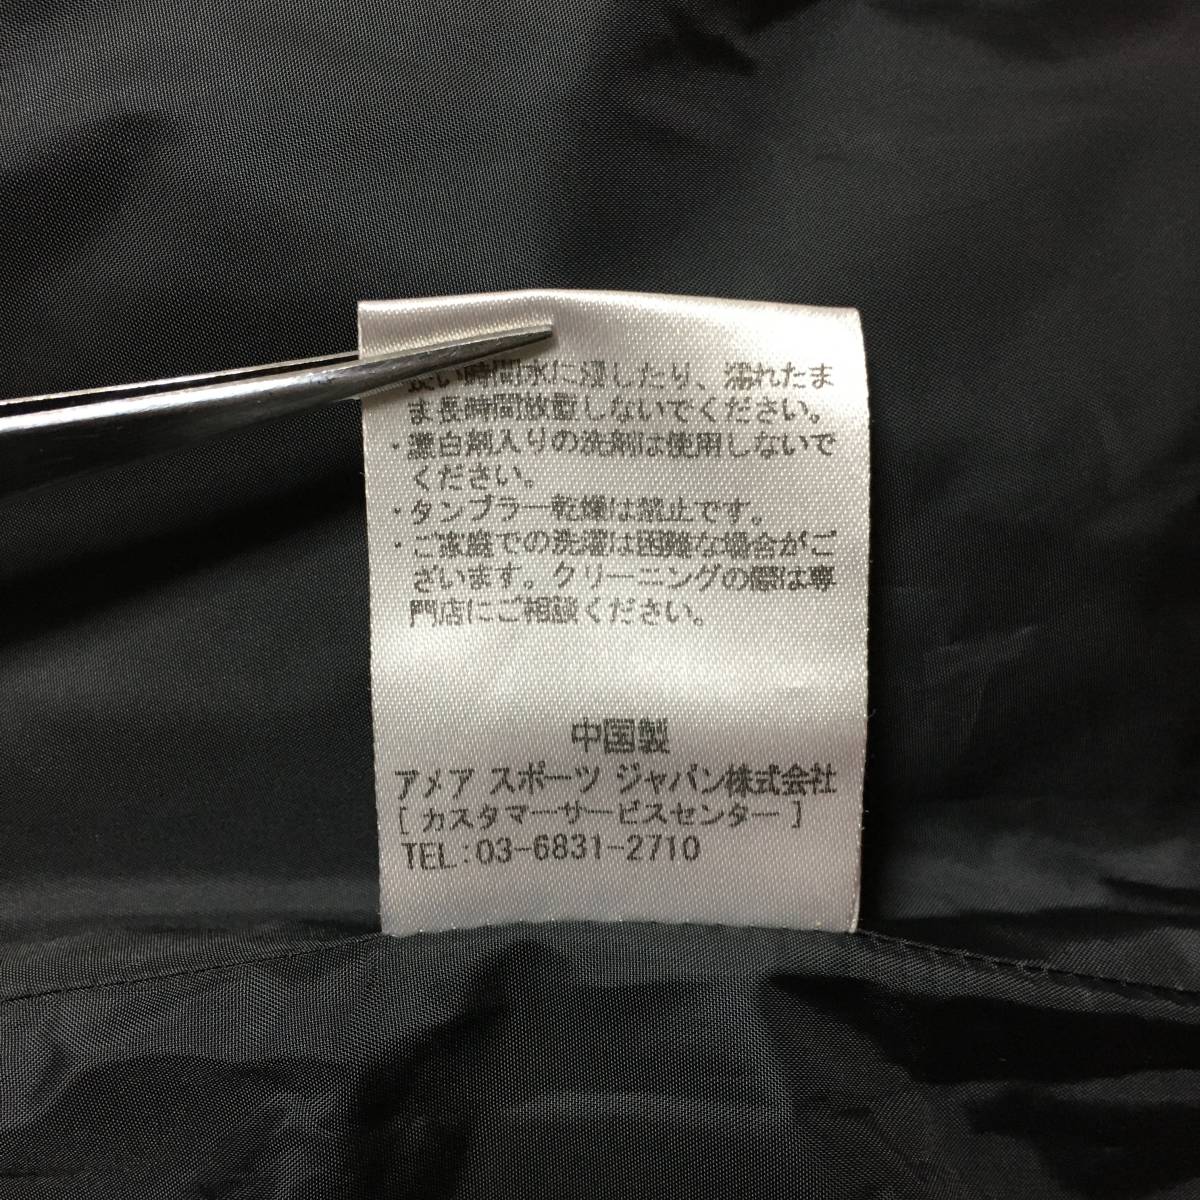 長い時間水に浸したり、濡れたま
ま長時間放置しないでください。
・漂白剤入りの洗剤は使用しないで
ください。
・タンブラー乾燥は禁止です。
・ご家庭での洗濯は困難な場合がご
ざいます。クリーニングの際は専
門店にご相談ください。
中国製
アメア スポーツ ジャパン株式会社
[ カスタマーサービスセンター ]
TEL:03-6831-2710